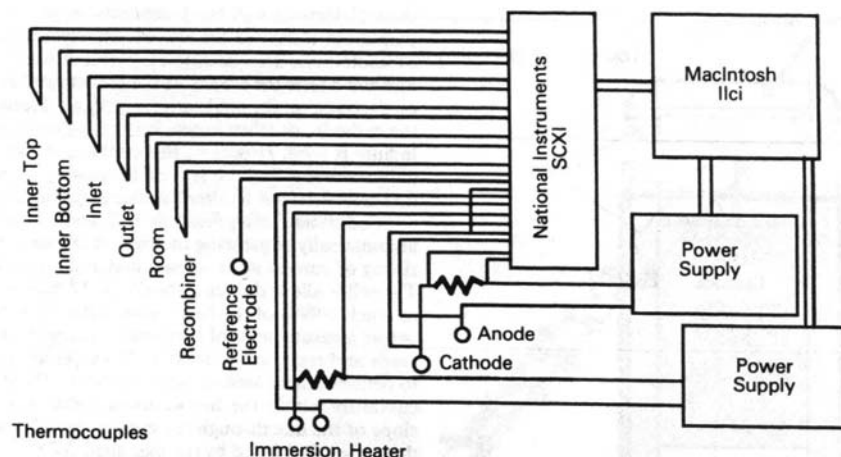 National Instruments
SCXI
MacIntosh
IIci
Power
Supply
Power
Supply
Inner Top
Inner Bottom
Inlet
Outlet
Room
Recombiner
Reference
Electrode
Anode
Cathode
Thermocouples
Immersion Heater